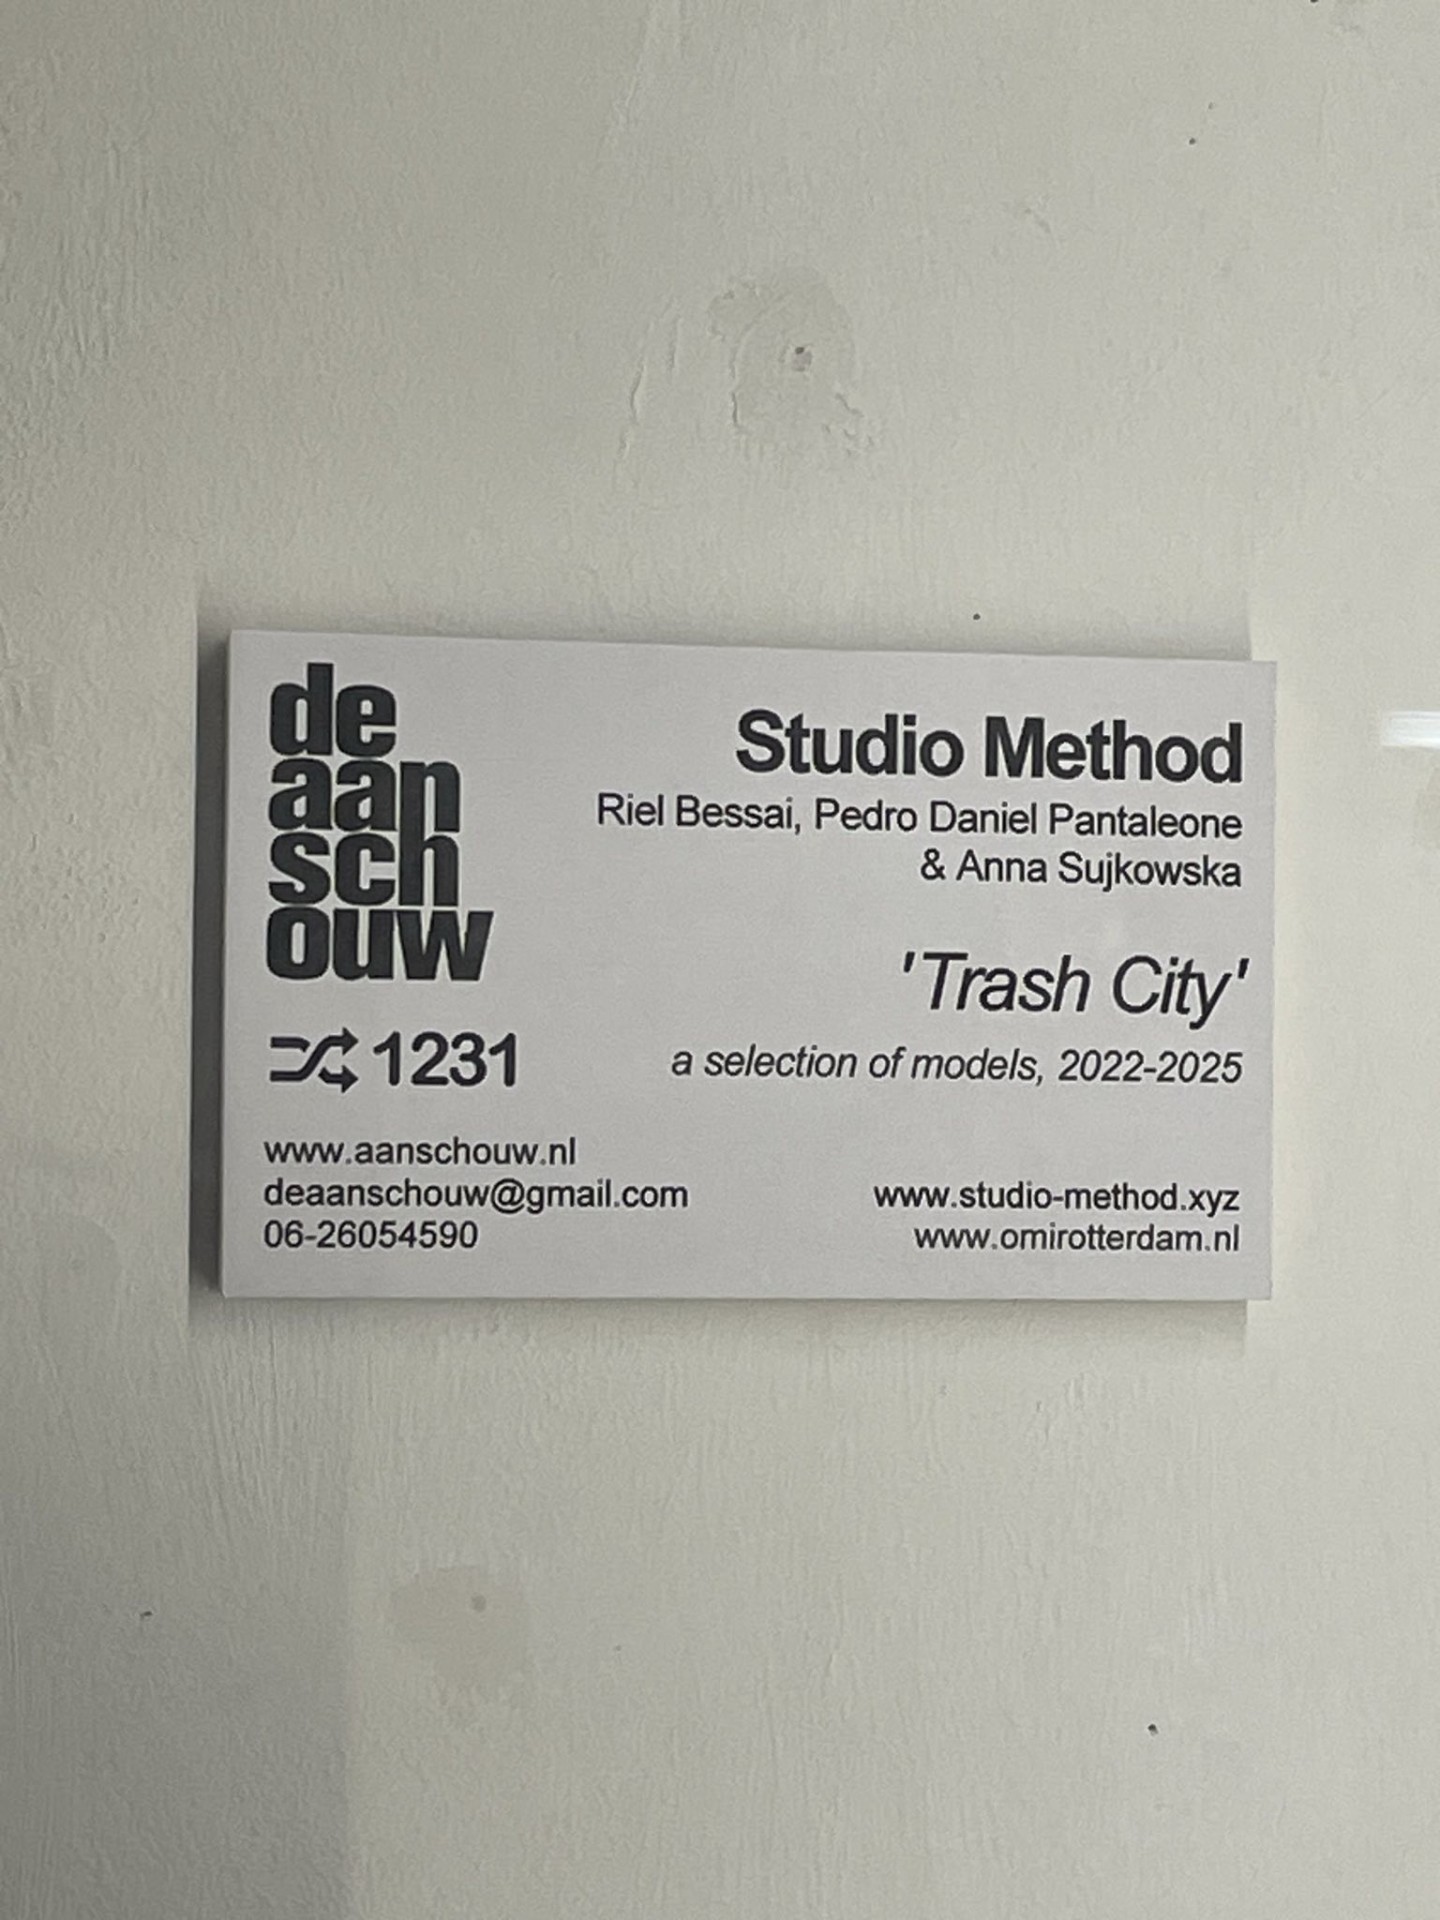 de
aan
sch
ouw
1231
www.aanschouw.nl
deaanschouw@gmail.com
06-26054590
Studio Method
Riel Bessai, Pedro Daniel Pantaleone
& Anna Sujkowska
'Trash City'
a selection of models, 2022-2025
www.studio-method.xyz
www.omirotterdam.nl